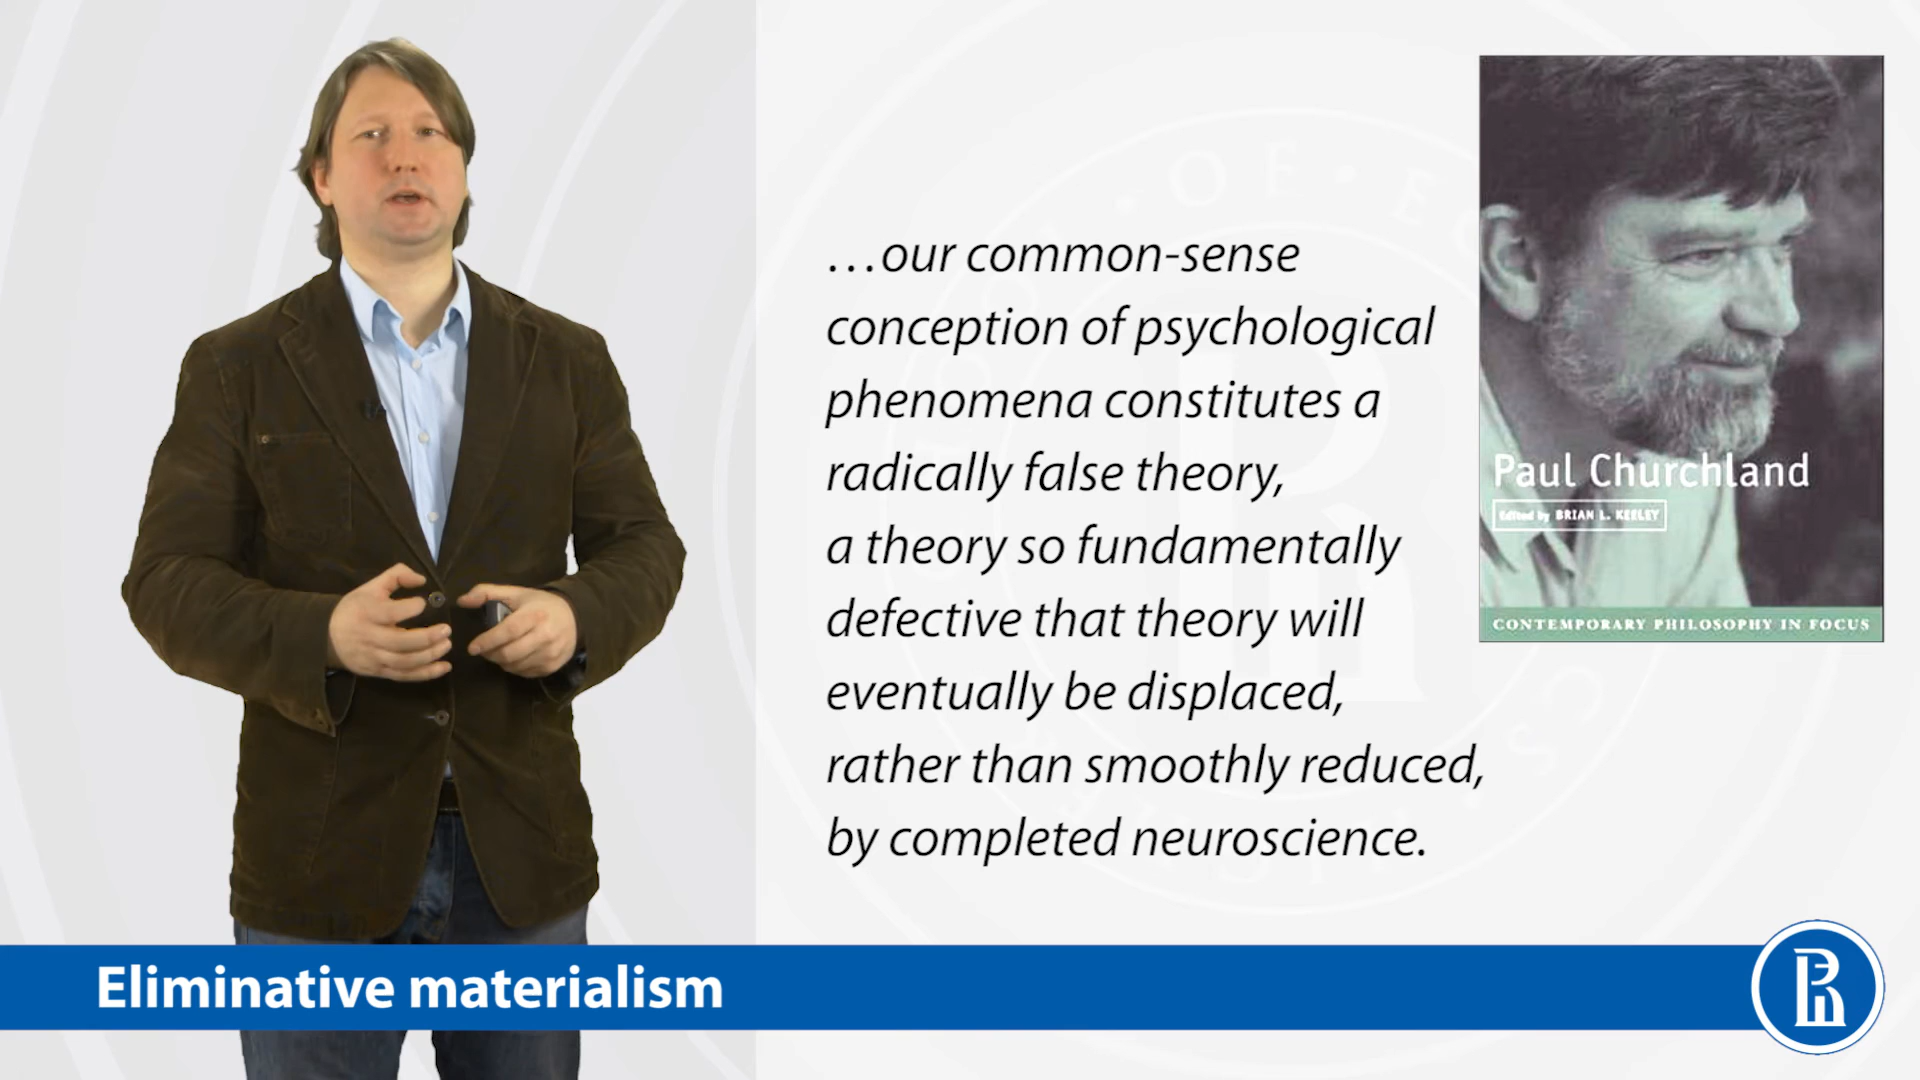 …our common-sense
conception of psychological
phenomena constitutes a
radically false theory,
a theory so fundamentally
defective that theory will
eventually be displaced,
rather than smoothly reduced,
by completed neuroscience.
Paul Churchland
Edited by BRIAN L. KEELEY
CONTEMPORARY PHILOSOPHY IN FOCUS
Eliminative materialism